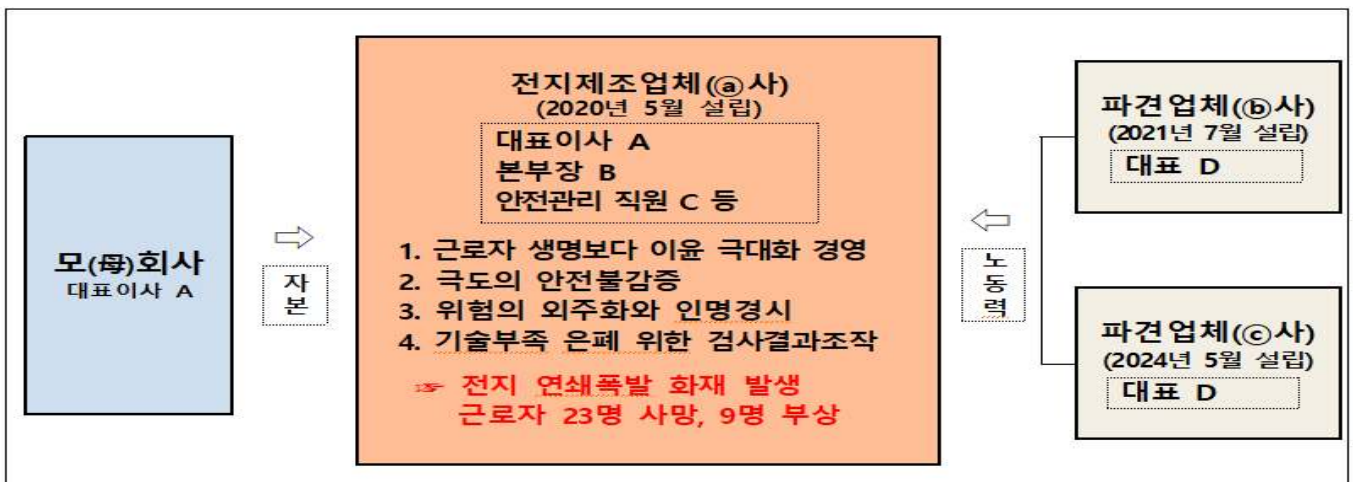 모(母)회사
대표이사 A
자
본
전지제조업체(ⓐ사)
(2020년 5월 설립)
대표이사 A
본부장 B
안전관리 직원 C 등
1. 근로자 생명보다 이윤 극대화 경영
2. 극도의 안전불감증
3. 위험의 외주화와 인명경시
4. 기술부족 은폐 위한 검사결과조작
☞ 전지 연쇄폭발 화재 발생
근로자 23명 사망, 9명 부상
노
동
력
파견업체(ⓑ사)
(2021년 7월 설립)
대표 D
파견업체(ⓒ사)
(2024년 5월 설립)
대표 D